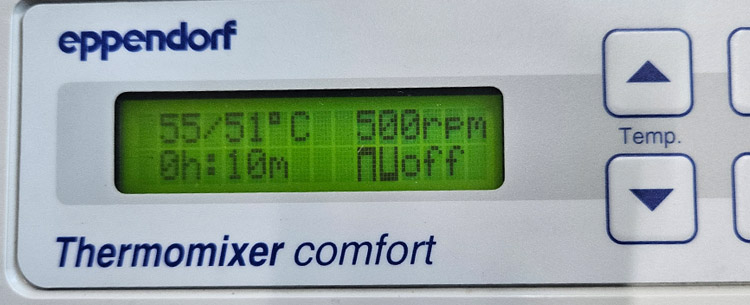 eppendorf
55/51°C 500rpm
0h:10m off
Temp.
Thermomixer comfort